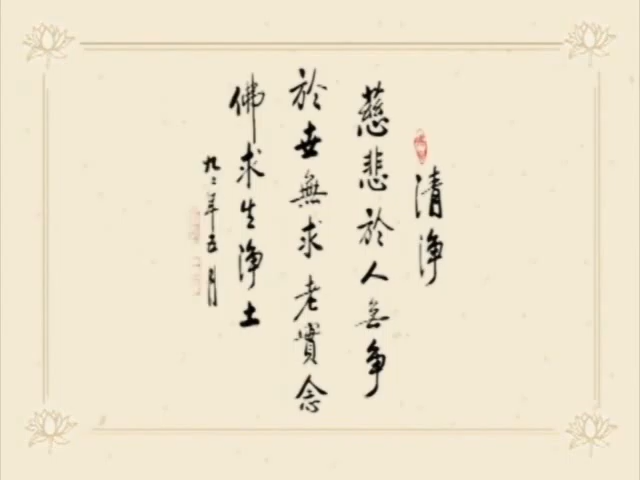 清淨
慈悲於人無争
於世無求老實念
佛求生淨土
九二年五月